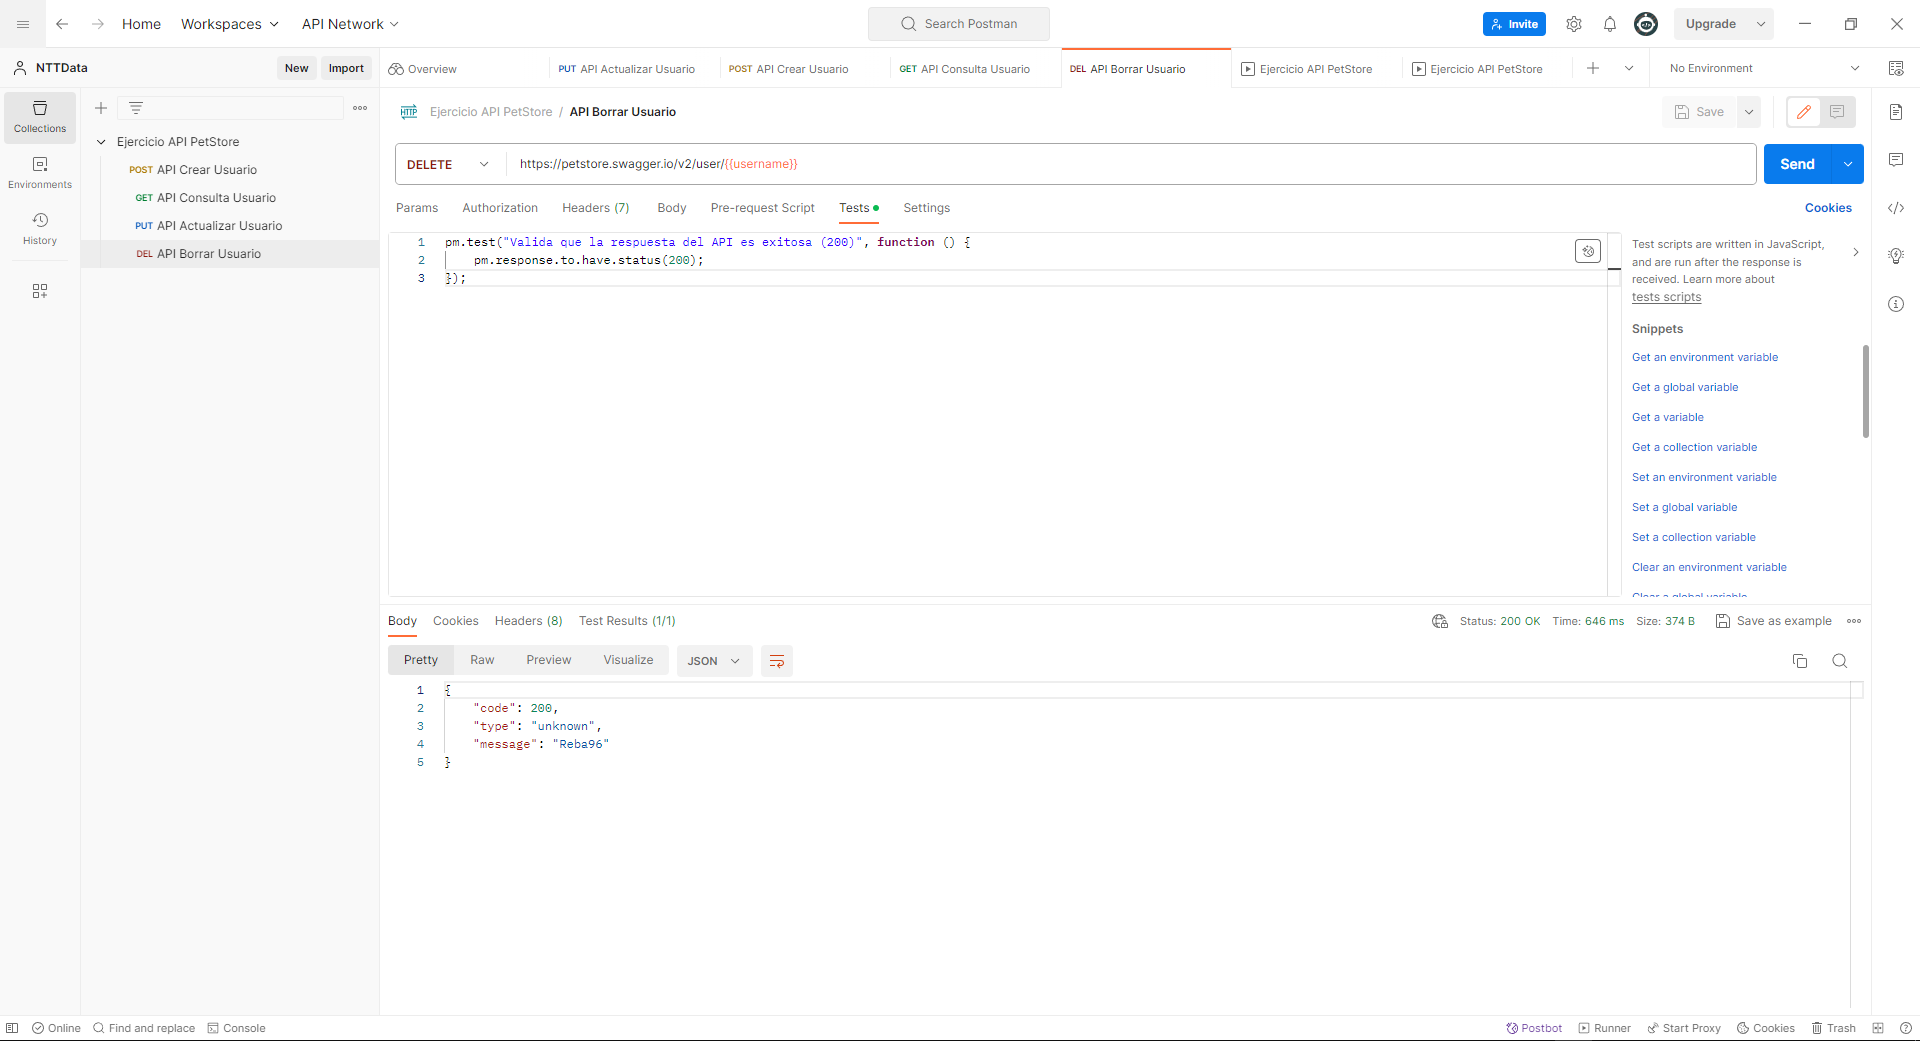 Home Workspaces API Network Search Postman Invite Upgrade
NTTData New Import Overview PUT API Actualizar Usuario POST API Crear Usuario GET API Consulta Usuario DEL API Borrar Usuario Ejercicio API PetStore Ejercicio API PetStore No Environment
Collections
Environments
History
Ejercicio API PetStore
POST API Crear Usuario
GET API Consulta Usuario
PUT API Actualizar Usuario
DEL API Borrar Usuario
HTTP Ejercicio API PetStore / API Borrar Usuario Save
DELETE https://petstore.swagger.io/v2/user/{{username}} Send
Params Authorization Headers (7) Body Pre-request Script Tests Settings Cookies
1 pm.test("Valida que la respuesta del API es exitosa (200)", function () {
2 pm.response.to.have.status(200);
3 });
Test scripts are written in JavaScript,
and are run after the response is
received. Learn more about
tests scripts
Snippets
Get an environment variable
Get a global variable
Get a variable
Get a collection variable
Set an environment variable
Set a global variable
Set a collection variable
Clear an environment variable
Clear a global variable
Body Cookies Headers (8) Test Results (1/1) Status: 200 OK Time: 646 ms Size: 374 B Save as example
Pretty Raw Preview Visualize JSON
1 {
2 "code": 200,
3 "type": "unknown",
4 "message": "Reba96"
5 }
Online Find and replace Console Postbot Runner Start Proxy Cookies Trash